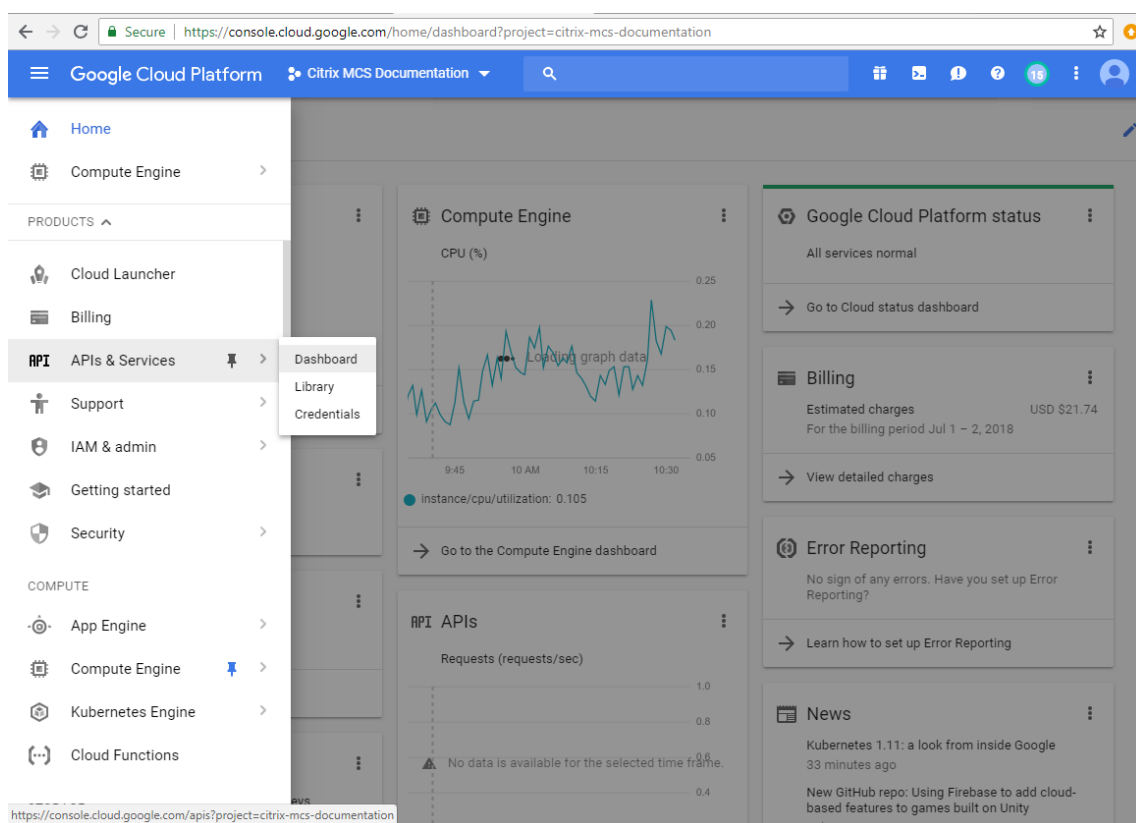 Secure | https://console.cloud.google.com/home/dashboard?project=citrix-mcs-documentation
Google Cloud Platform
Citrix MCS Documentation
15
Home
Compute Engine
PRODUCTS
Cloud Launcher
Billing
API APIs & Services
Support
IAM & admin
Getting started
Security
COMPUTE
App Engine
Compute Engine
Kubernetes Engine
Cloud Functions
https://console.cloud.google.com/apis?project=citrix-mcs-documentation
Dashboard
Library
Credentials
Compute Engine
CPU (%)
0.25
0.20
Loading graph data
0.15
0.10
0.05
9:45 10 AM 10:15 10:30
instance/cpu/utilization: 0.105
Go to the Compute Engine dashboard
API APIs
Requests (requests/sec)
1.0
0.8
0.6
No data is available for the selected time frame.
0.4
Google Cloud Platform status
All services normal
Go to Cloud status dashboard
Billing
Estimated charges USD $21.74
For the billing period Jul 1 – 2, 2018
View detailed charges
Error Reporting
No sign of any errors. Have you set up Error
Reporting?
Learn how to set up Error Reporting
News
Kubernetes 1.11: a look from inside Google
33 minutes ago
New GitHub repo: Using Firebase to add cloud-
based features to games built on Unity